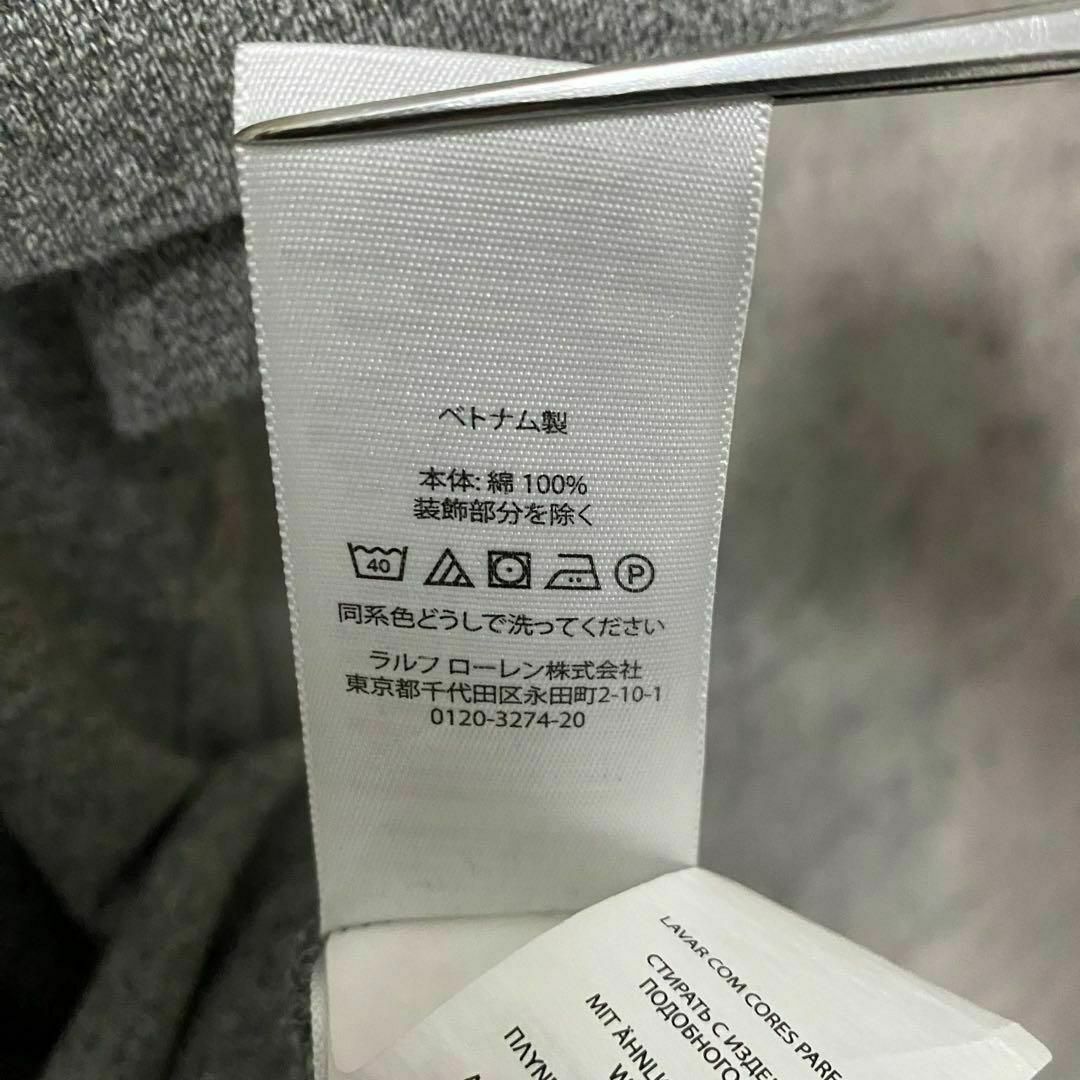 ベトナム製
本体: 綿 100%
装飾部分を除く
40
P
同系色どうしで洗ってください
ラルフ ローレン株式会社
東京都千代田区永田町2-10-1
0120-3274-20
LAVAR COM CORES
СТИРАТЬ С
ПОДОБНОГО
MIT